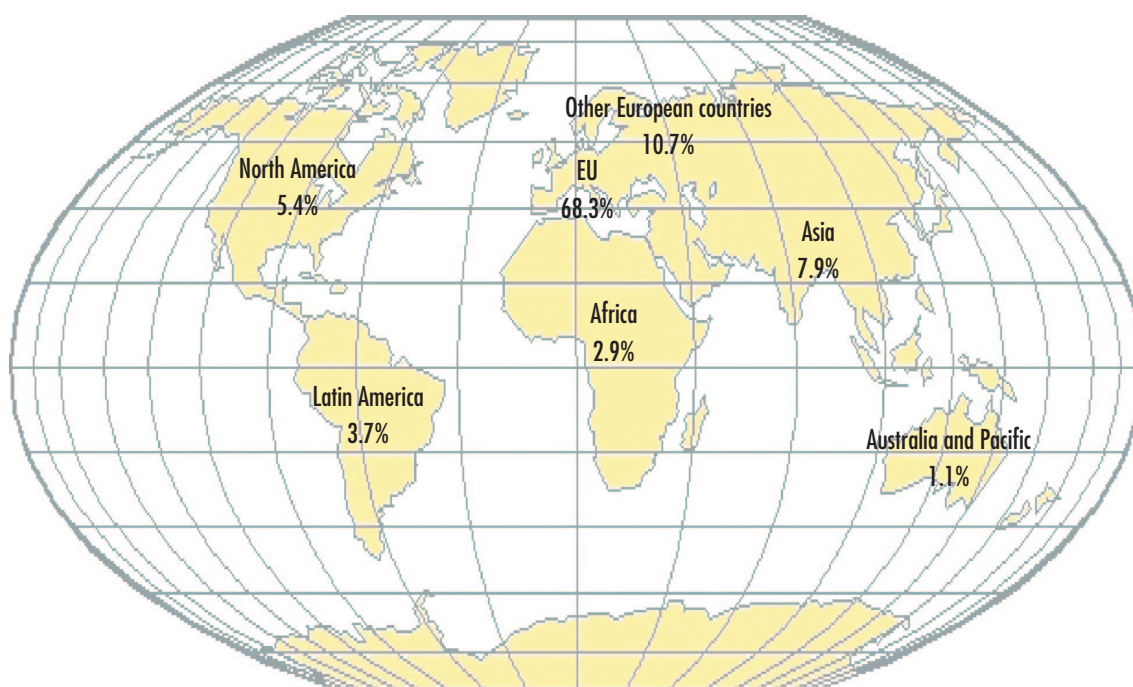 Other European countries
10.7%
North America
5.4%
EU
68.3%
Asia
7.9%
Africa
2.9%
Latin America
3.7%
Australia and Pacific
1.1%